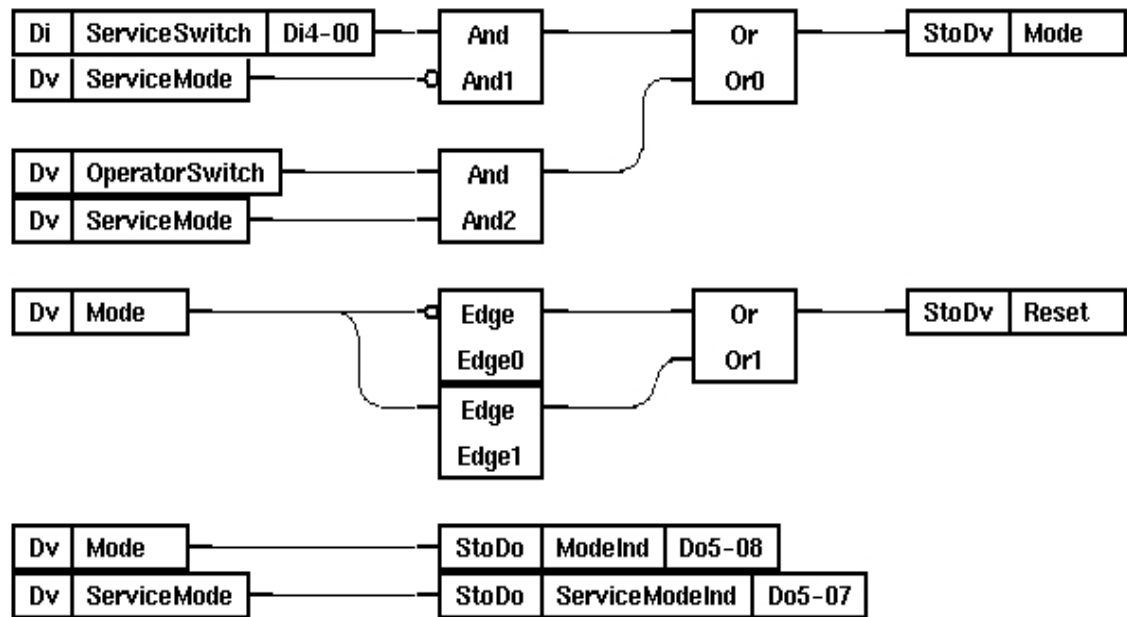 Di ServiceSwitch Di4-00 And Or StoDv Mode
Dv ServiceMode And1 Or0
Dv OperatorSwitch And
Dv ServiceMode And2
Dv Mode Edge Or StoDv Reset
Edge0 Or1
Edge
Edge1
Dv Mode StoDo ModeInd Do5-08
Dv ServiceMode StoDo ServiceModeInd Do5-07